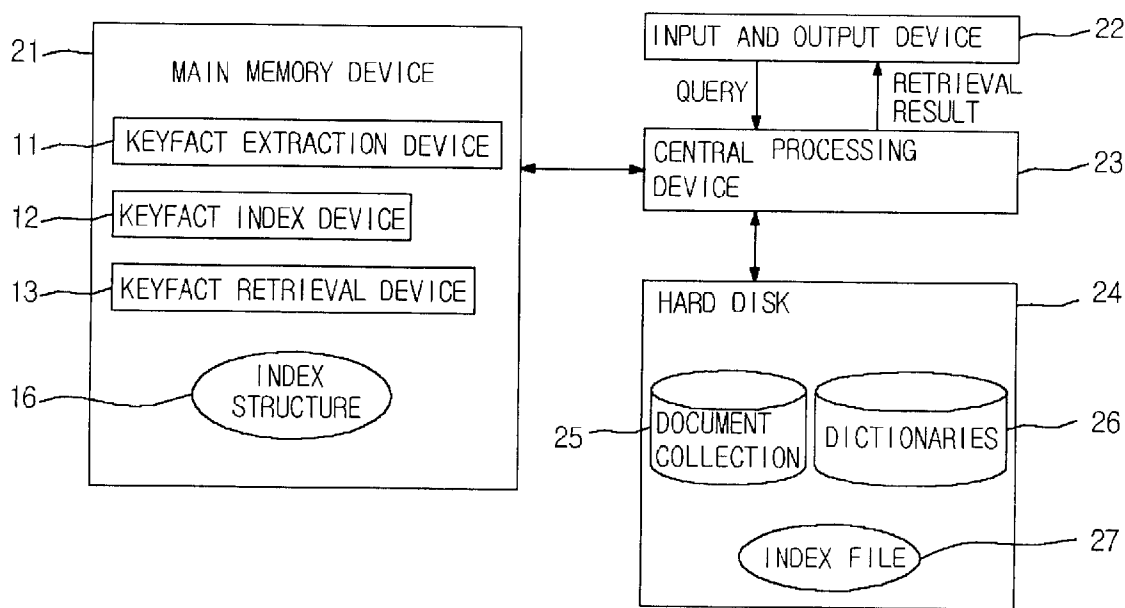 21
MAIN MEMORY DEVICE
11
KEYFACT EXTRACTION DEVICE
12
KEYFACT INDEX DEVICE
13
KEYFACT RETRIEVAL DEVICE
16
INDEX
STRUCTURE
INPUT AND OUTPUT DEVICE
22
QUERY
RETRIEVAL
RESULT
CENTRAL PROCESSING
DEVICE
23
HARD DISK
24
25
DOCUMENT
COLLECTION
DICTIONARIES
26
INDEX FILE
27